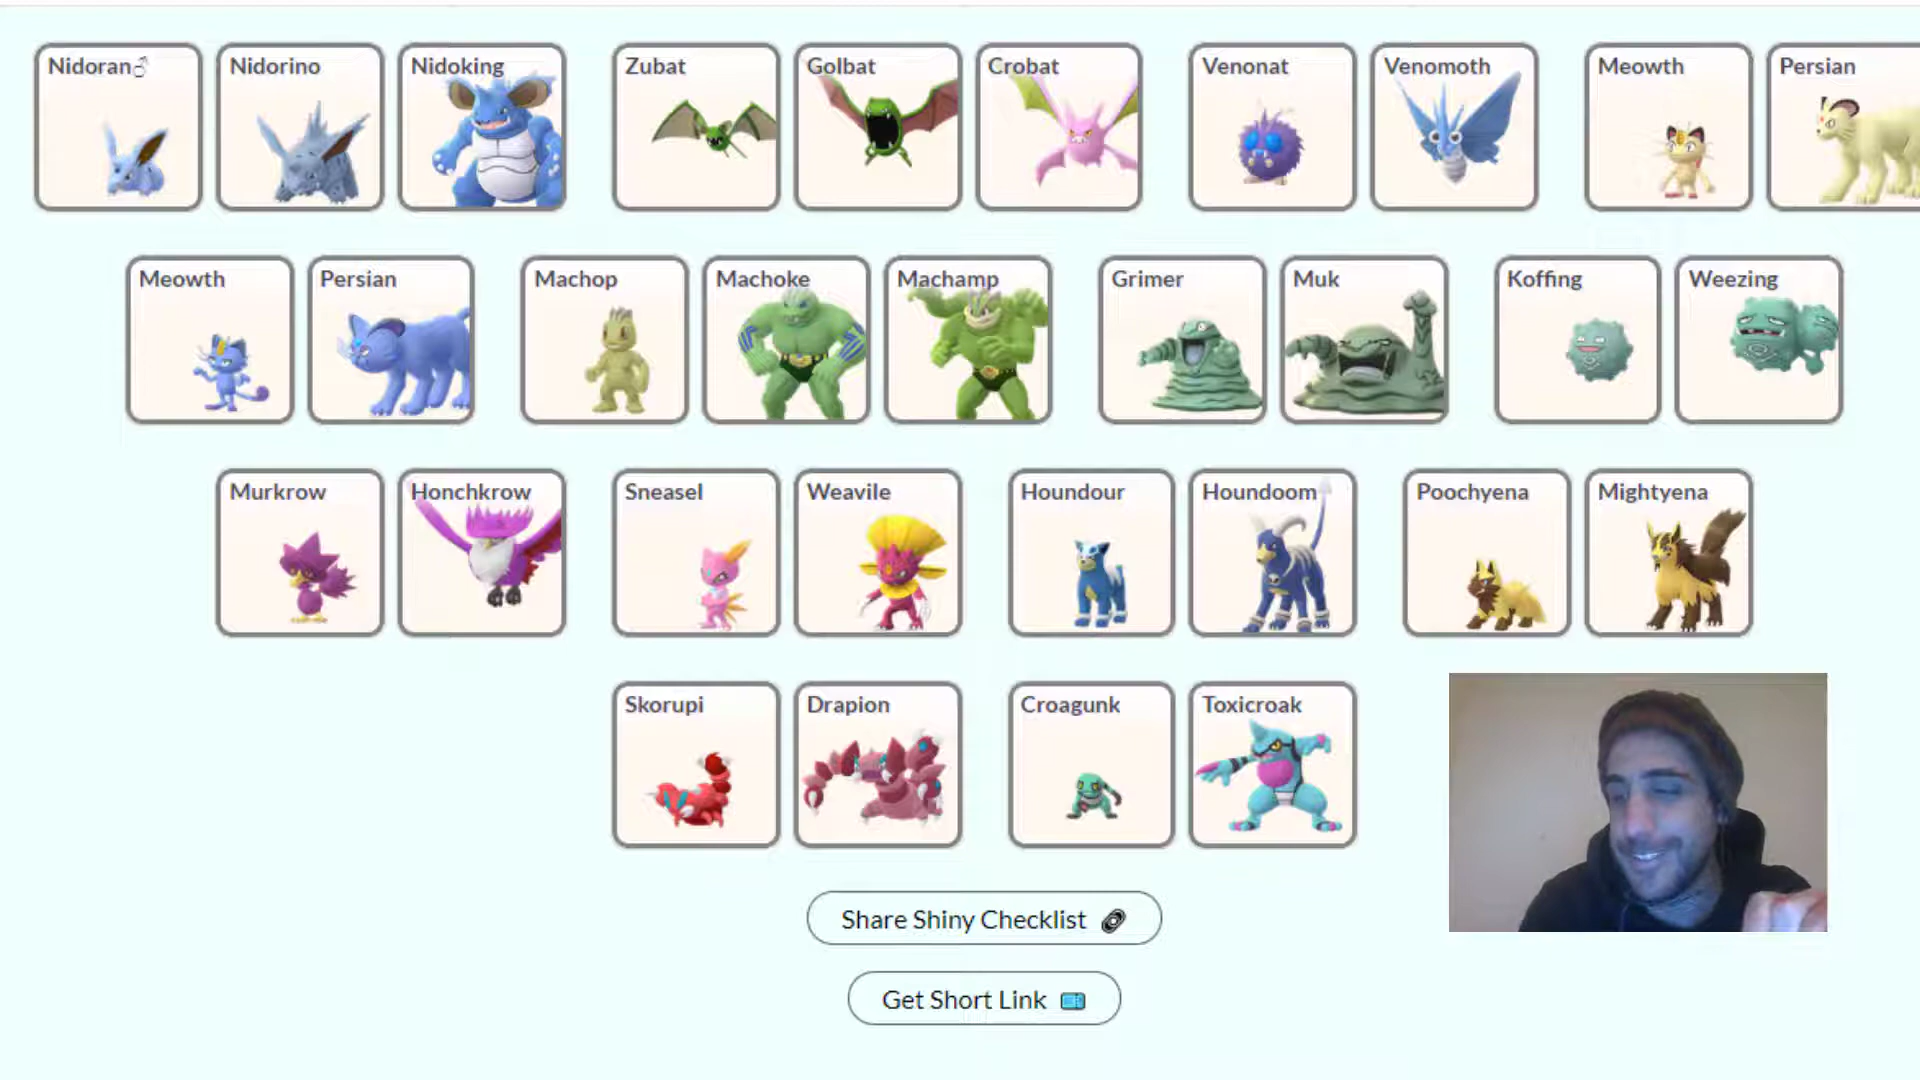 Nidoran♂ Nidorino Nidoking Zubat Golbat Crobat Venonat Venomoth Meowth Persian
Meowth Persian Machop Machoke Machamp Grimer Muk Koffing Weezing
Murkrow Honchkrow Sneasel Weavile Houndour Houndoom Poochyena Mightyena
Skorupi Drapion Croagunk Toxicroak
Share Shiny Checklist
Get Short Link